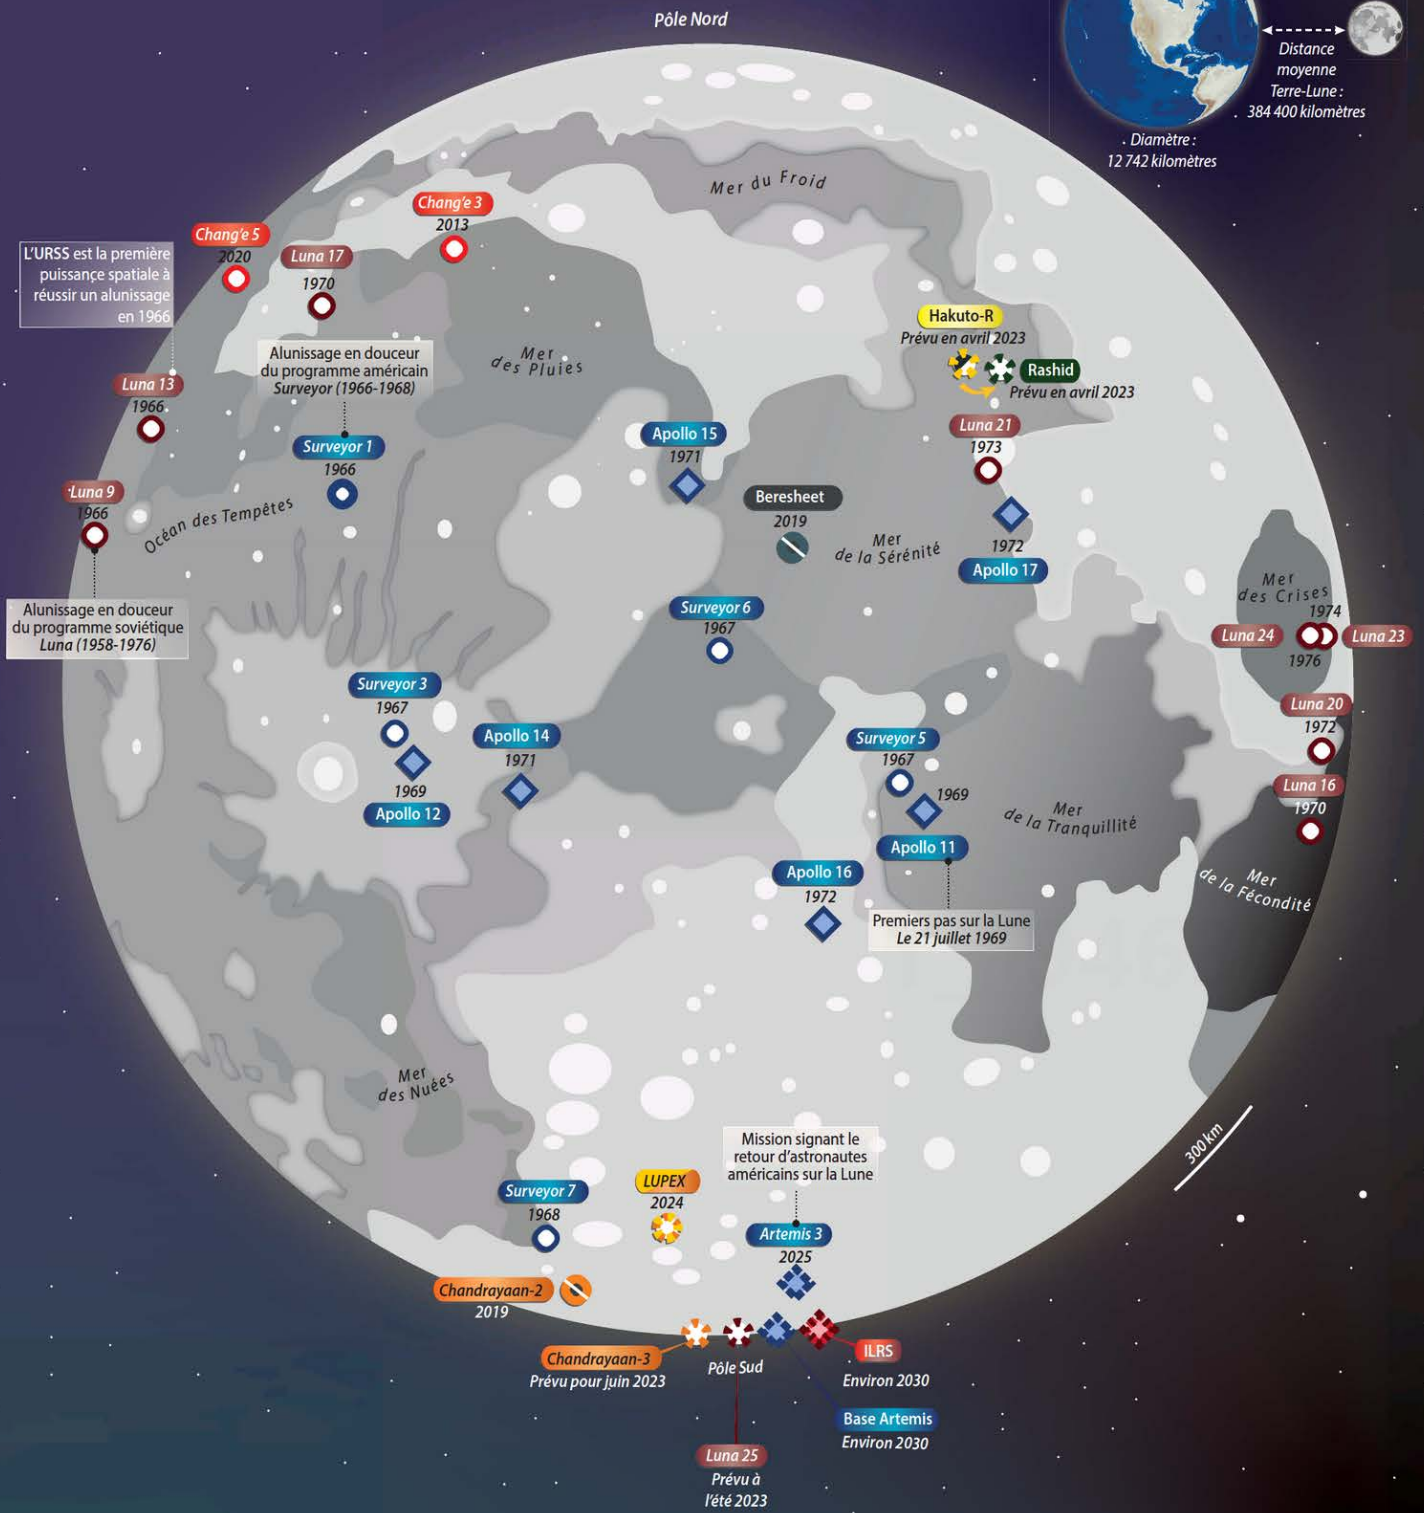 Pôle Nord
Distance
moyenne
Terre-Lune :
384 400 kilomètres
Diamètre :
12 742 kilomètres
Mer du Froid
Chang'e 3
2013
Chang'e 5
2020
Luna 17
1970
L'URSS est la première
puissance spatiale à
réussir un alunissage
en 1966
Hakuto-R
Prévu en avril 2023
Rashid
Prévu en avril 2023
Alunissage en douceur
du programme américain
Surveyor (1966-1968)
Mer
des Pluies
Luna 13
1966
Surveyor 1
1966
Apollo 15
1971
Luna 21
1973
Luna 9
1966
Océan des Tempêtes
Beresheet
2019
Mer
de la Sérénité
1972
Apollo 17
Mer
des Crises
1974
Luna 24
Luna 23
1976
Alunissage en douceur
du programme soviétique
Luna (1958-1976)
Surveyor 6
1967
Surveyor 3
1967
1969
Apollo 12
Apollo 14
1971
Surveyor 5
1967
1969
Apollo 11
Luna 20
1972
Luna 16
1970
Mer
de la Tranquillité
Apollo 16
1972
Premiers pas sur la Lune
Le 21 juillet 1969
Mer
de la Fécondité
Mer
des Nuées
300 km
Mission signant le
retour d'astronautes
américains sur la Lune
Surveyor 7
1968
LUPEX
2024
Artemis 3
2025
Chandrayaan-2
2019
Chandrayaan-3
Prévu pour juin 2023
Pôle Sud
ILRS
Environ 2030
Base Artemis
Environ 2030
Luna 25
Prévu à
l'été 2023